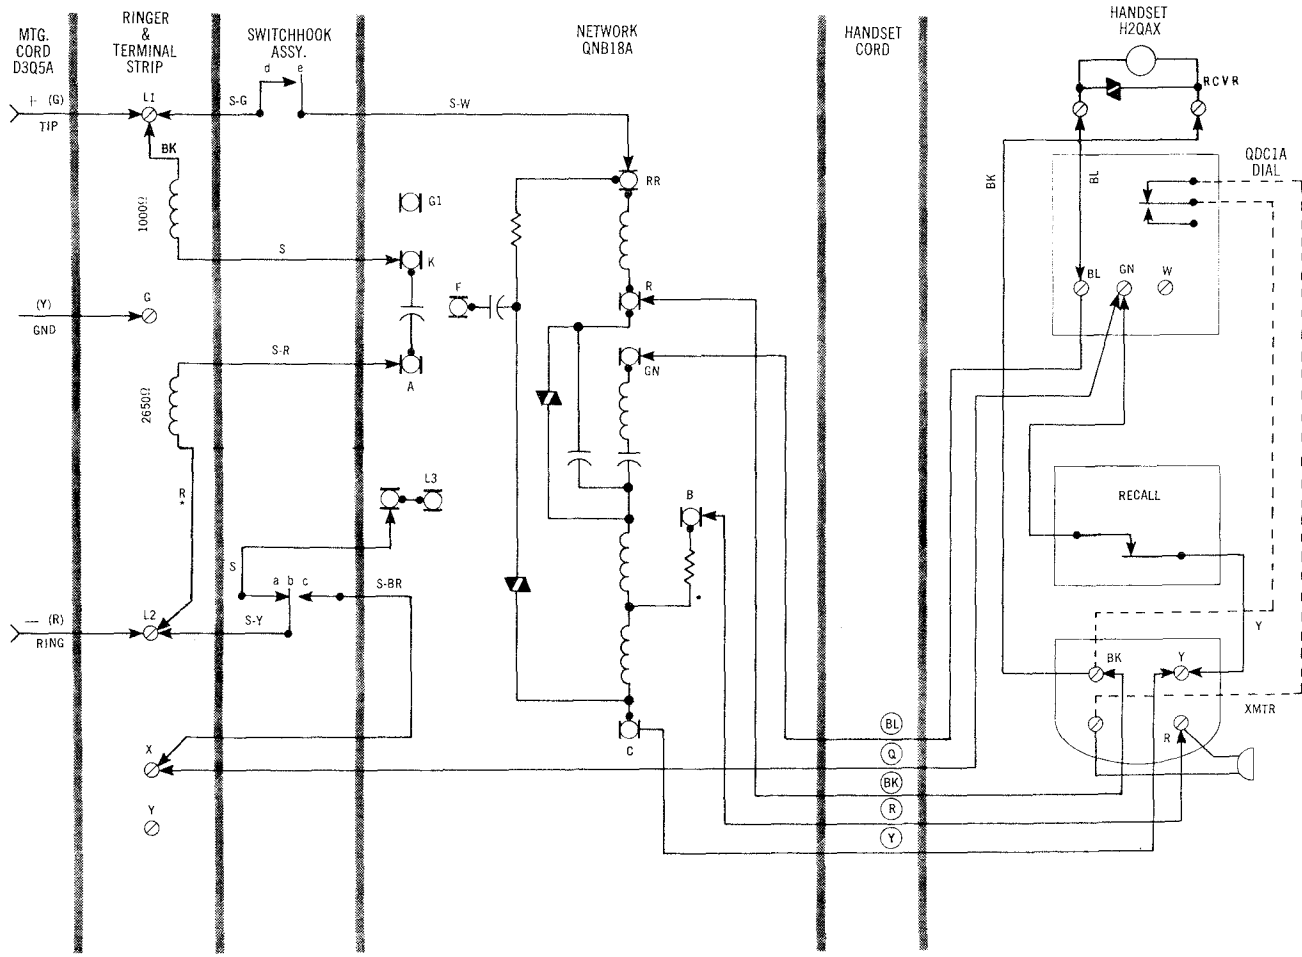 MTG.
CORD
D3Q5A
RINGER
&
TERMINAL
STRIP
SWITCHHOOK
ASSY.
NETWORK
QNB18A
HANDSET
CORD
HANDSET
H2QAX
d e
+ (G)
TIP
L1
S-G
S-W
RCVR
BK
QDC1A
DIAL
BK
BL
RR
1000Ω
G1
S
K
(Y)
GND
G
F
R
BL
GN
W
S-R
A
GN
2650Ω
R
*
L3
B
RECALL
S
a b c
S-BR
*
— (R)
RING
L2
S-Y
Y
BK
Y
XMTR
BL
R
X
C
Q
BK
R
Y
Y